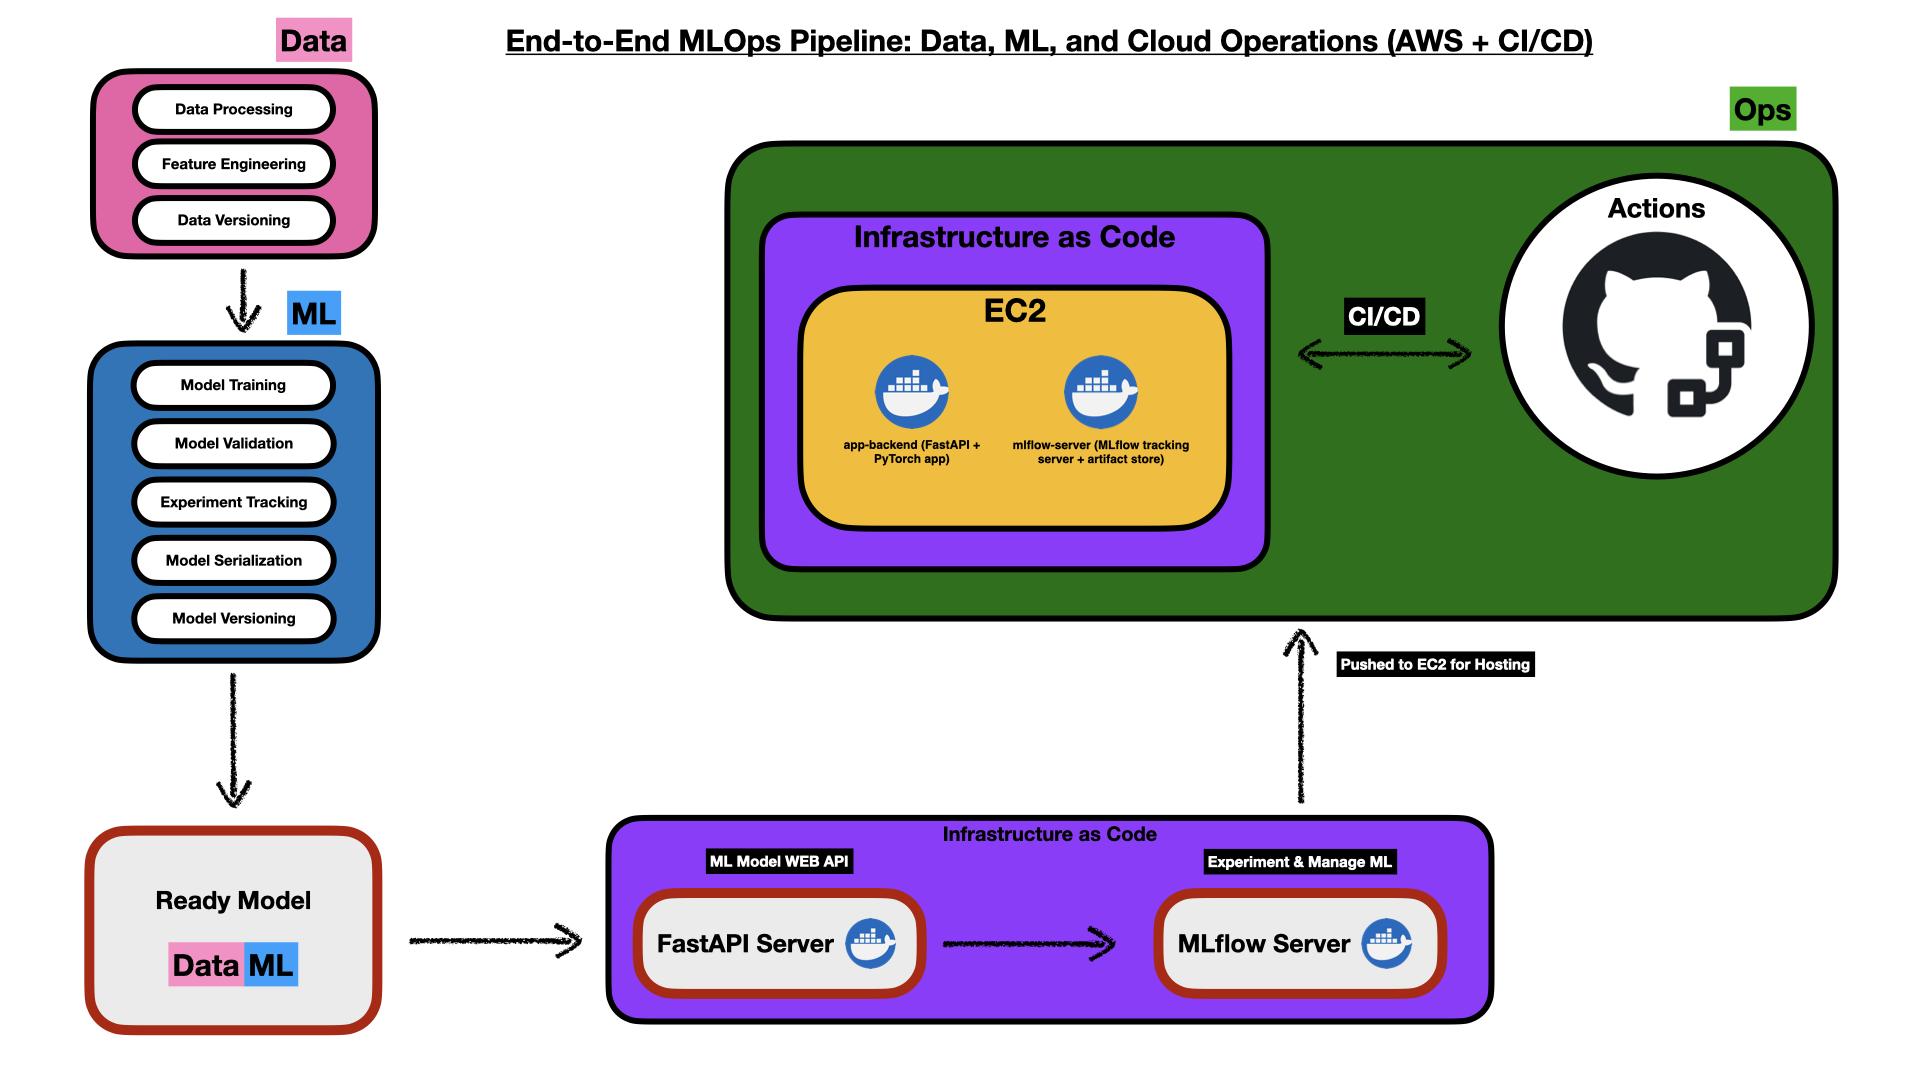 End-to-End MLOps Pipeline: Data, ML, and Cloud Operations (AWS + CI/CD)
Data
Data Processing
Feature Engineering
Data Versioning
ML
Model Training
Model Validation
Experiment Tracking
Model Serialization
Model Versioning
Ready Model
Data ML
Infrastructure as Code
ML Model WEB API
Experiment & Manage ML
FastAPI Server
MLflow Server
Pushed to EC2 for Hosting
Ops
Infrastructure as Code
EC2
app-backend (FastAPI +
PyTorch app)
mlflow-server (MLflow tracking
server + artifact store)
CI/CD
Actions